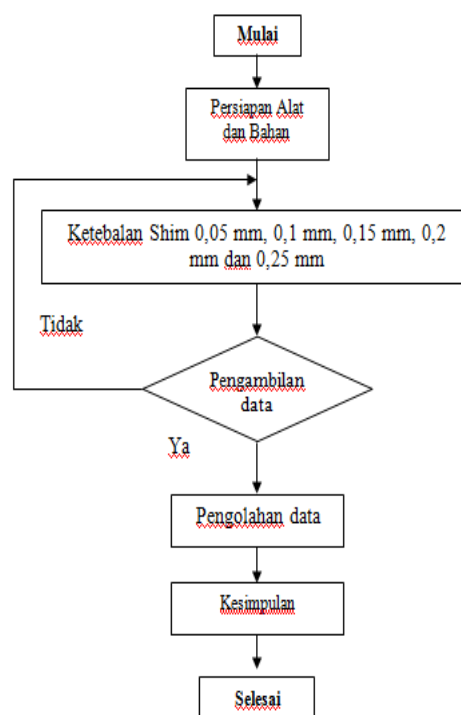 Mulai
Persiapan Alat
dan Bahan
Ketebalan Shim 0,05 mm, 0,1 mm, 0,15 mm, 0,2
mm dan 0,25 mm
Tidak
Pengambilan
data
Ya
Pengolahan data
Kesimpulan
Selesai